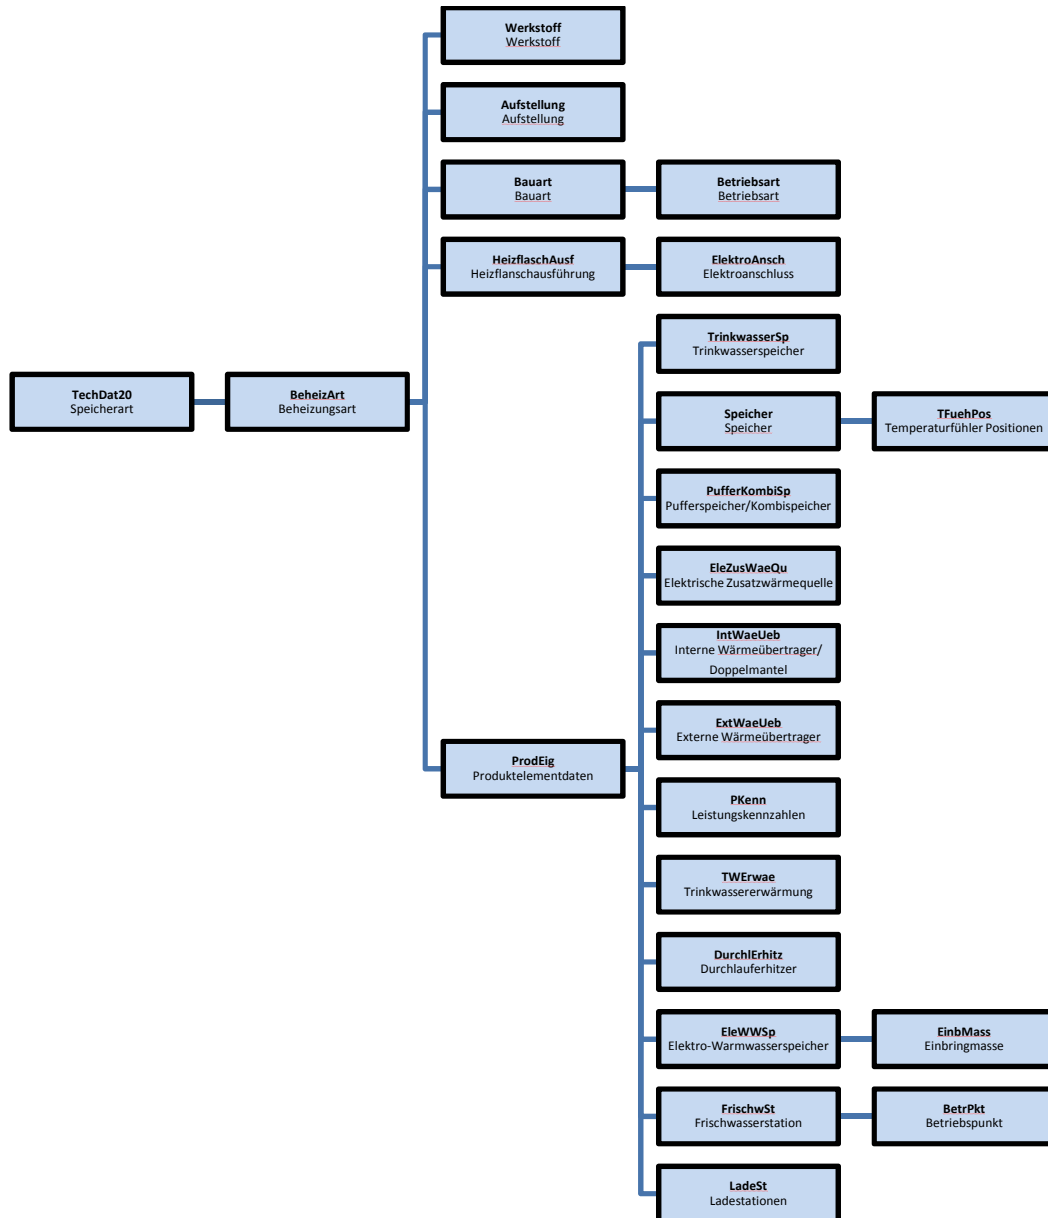 Werkstoff
Werkstoff
Aufstellung
Aufstellung
Bauart
Bauart
Betriebsart
Betriebsart
HeizflaschAusf
Heizflanschausführung
ElektroAnsch
Elektroanschluss
TrinkwasserSp
Trinkwasserspeicher
TechDat20
Speicherart
BeheizArt
Beheizungsart
Speicher
Speicher
TFuehPos
Temperaturfühler Positionen
PufferKombiSp
Pufferspeicher/Kombispeicher
EleZusWaeQu
Elektrische Zusatzwärmequelle
IntWaeUeb
Interne Wärmeübertrager/
Doppelmantel
ExtWaeUeb
Externe Wärmeübertrager
ProdEig
Produktelementdaten
PKenn
Leistungskennzahlen
TWErwae
Trinkwassererwärmung
DurchlErhitz
Durchlauferhitzer
EleWWSp
Elektro-Warmwasserspeicher
EinbMass
Einbringmasse
FrischwSt
Frischwasserstation
BetrPkt
Betriebspunkt
LadeSt
Ladestationen